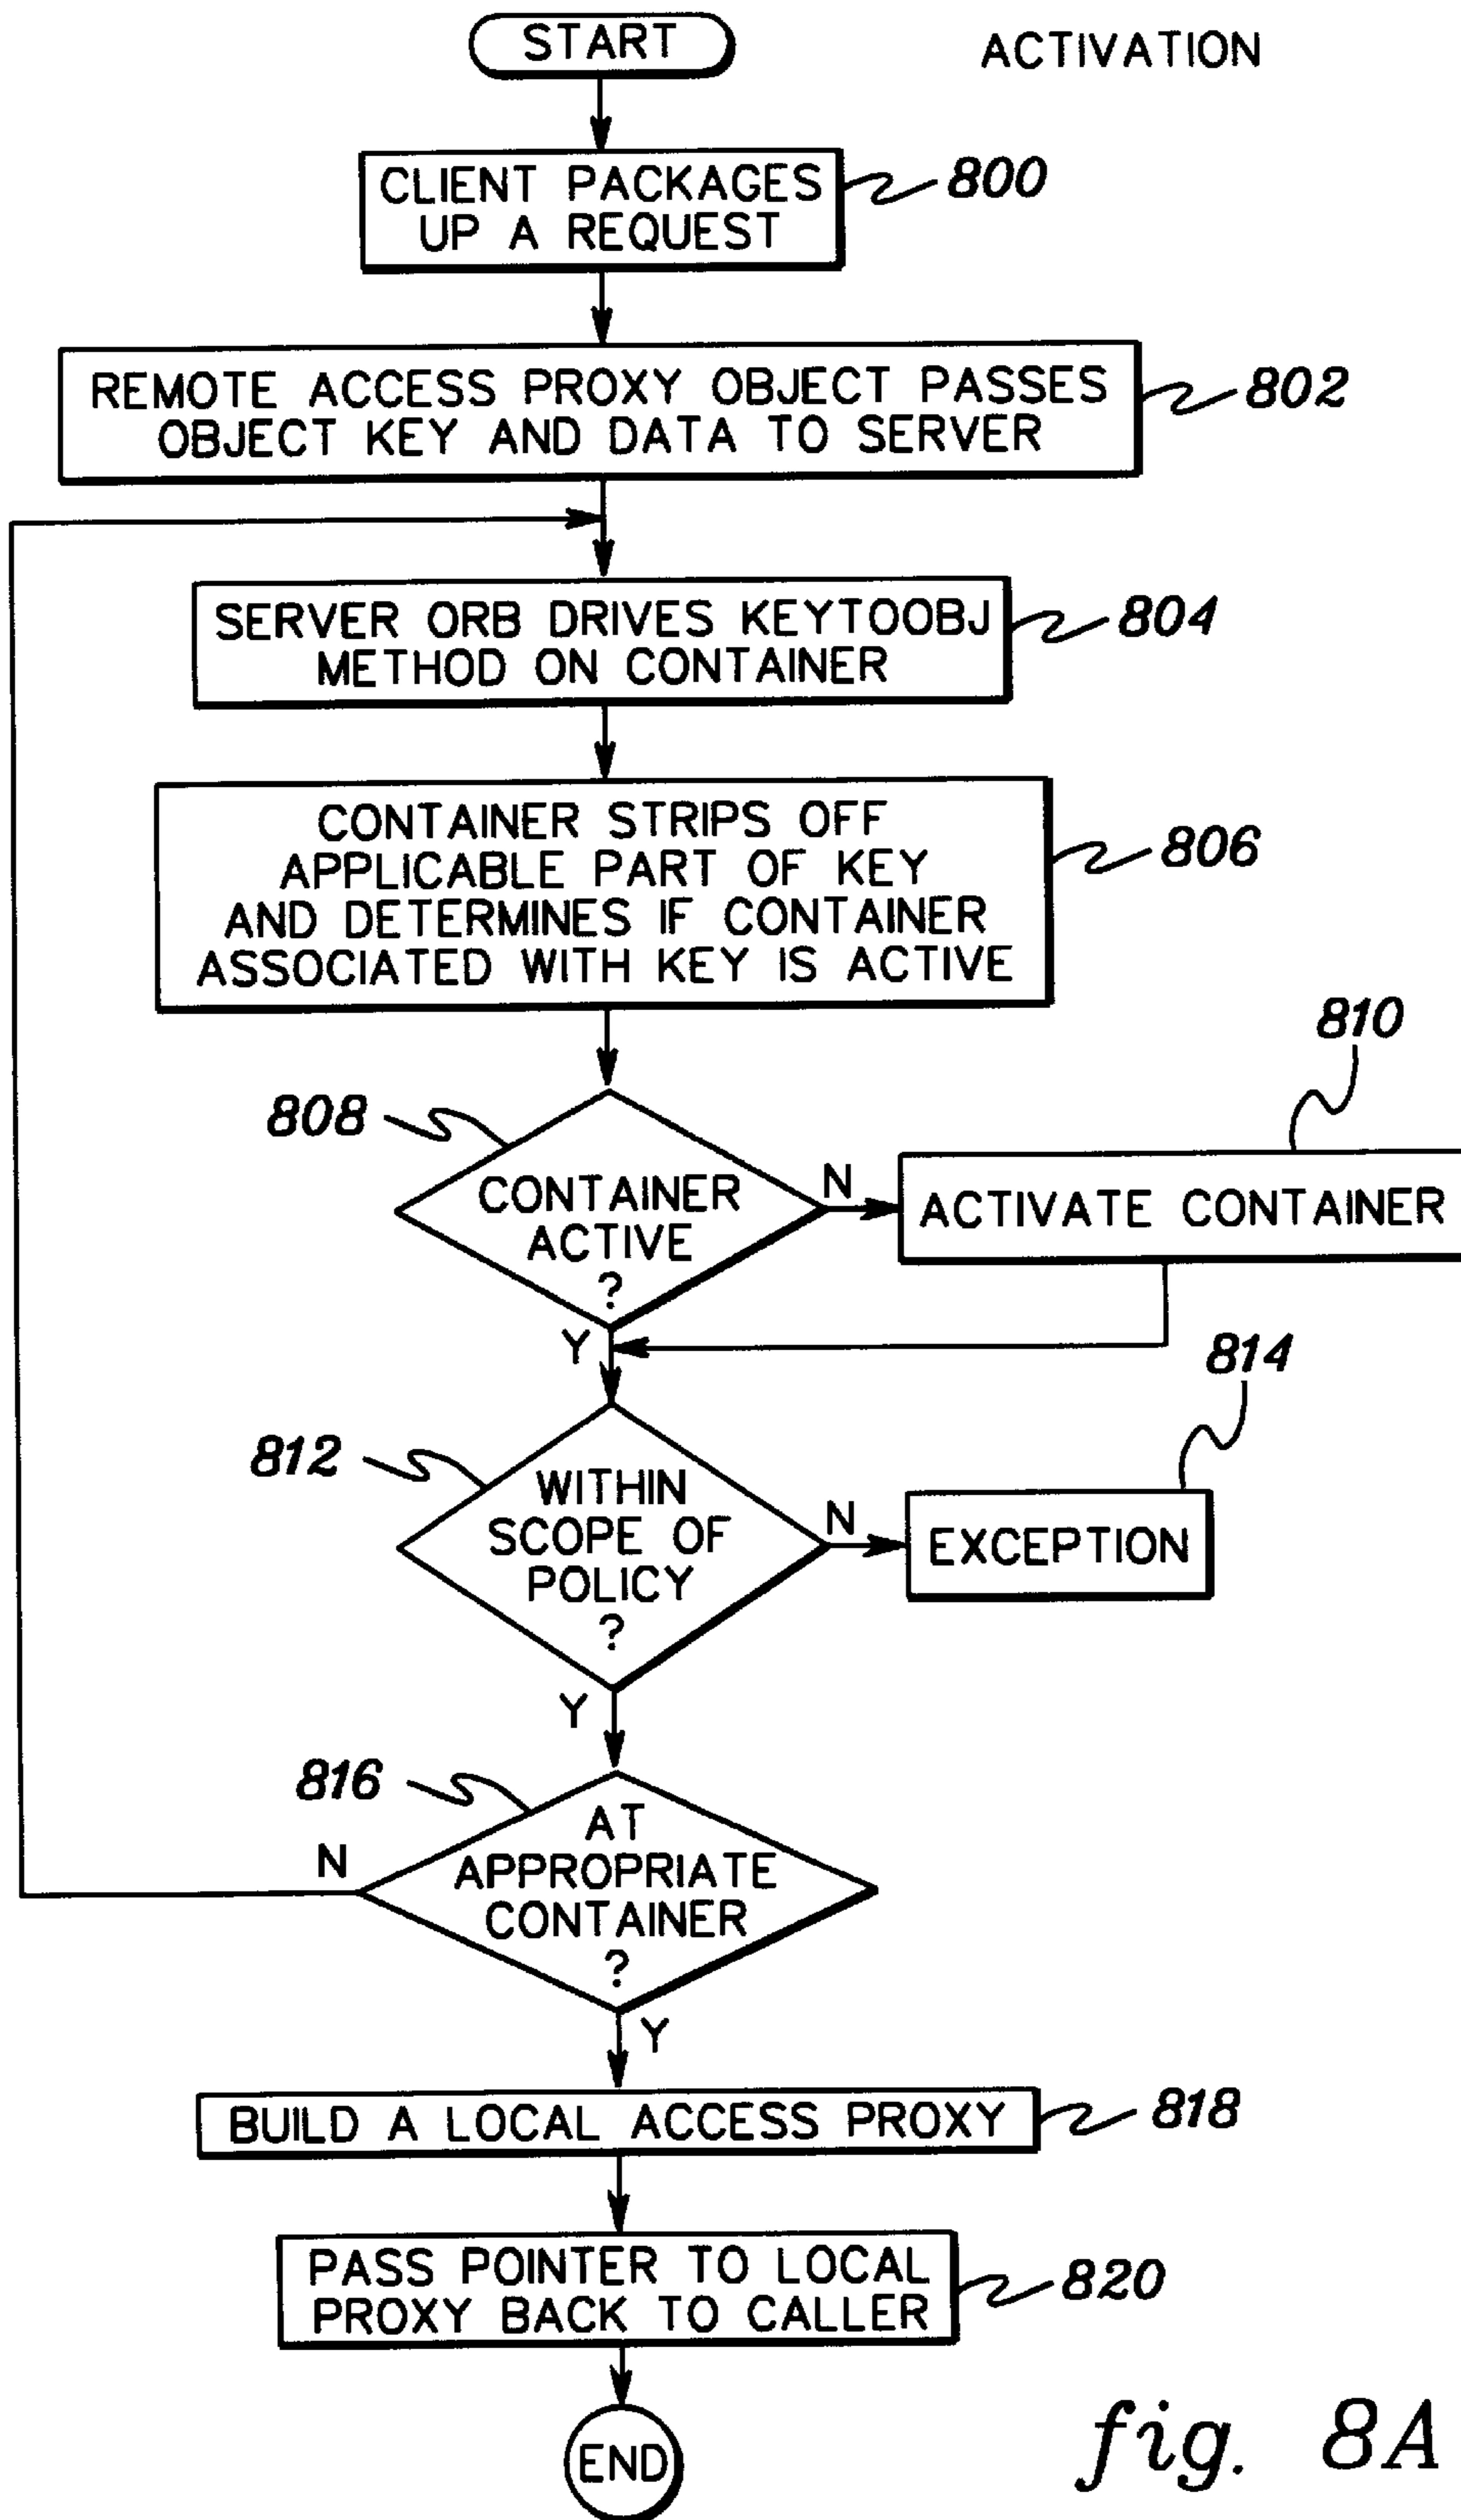 START
ACTIVATION
CLIENT PACKAGES
UP A REQUEST
800
REMOTE ACCESS PROXY OBJECT PASSES
OBJECT KEY AND DATA TO SERVER
802
SERVER ORB DRIVES KEYTOOBJ
METHOD ON CONTAINER
804
CONTAINER STRIPS OFF
APPLICABLE PART OF KEY
AND DETERMINES IF CONTAINER
ASSOCIATED WITH KEY IS ACTIVE
806
808
CONTAINER
ACTIVE
?
N
810
ACTIVATE CONTAINER
Y
812
WITHIN
SCOPE OF
POLICY
?
N
814
EXCEPTION
Y
816
AT
APPROPRIATE
CONTAINER
?
N
Y
BUILD A LOCAL ACCESS PROXY
818
PASS POINTER TO LOCAL
PROXY BACK TO CALLER
820
END
fig. 8A